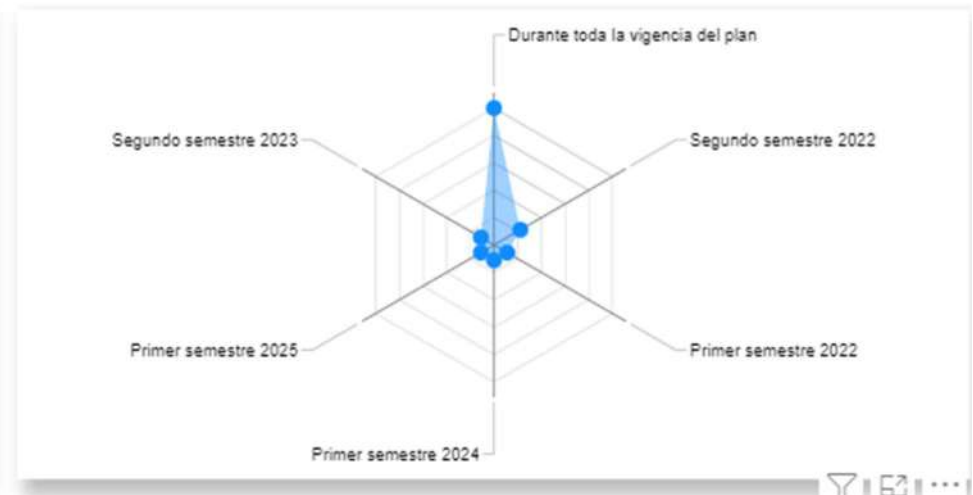 Durante toda la vigencia del plan
Segundo semestre 2023
Segundo semestre 2022
Primer semestre 2025
Primer semestre 2022
Primer semestre 2024